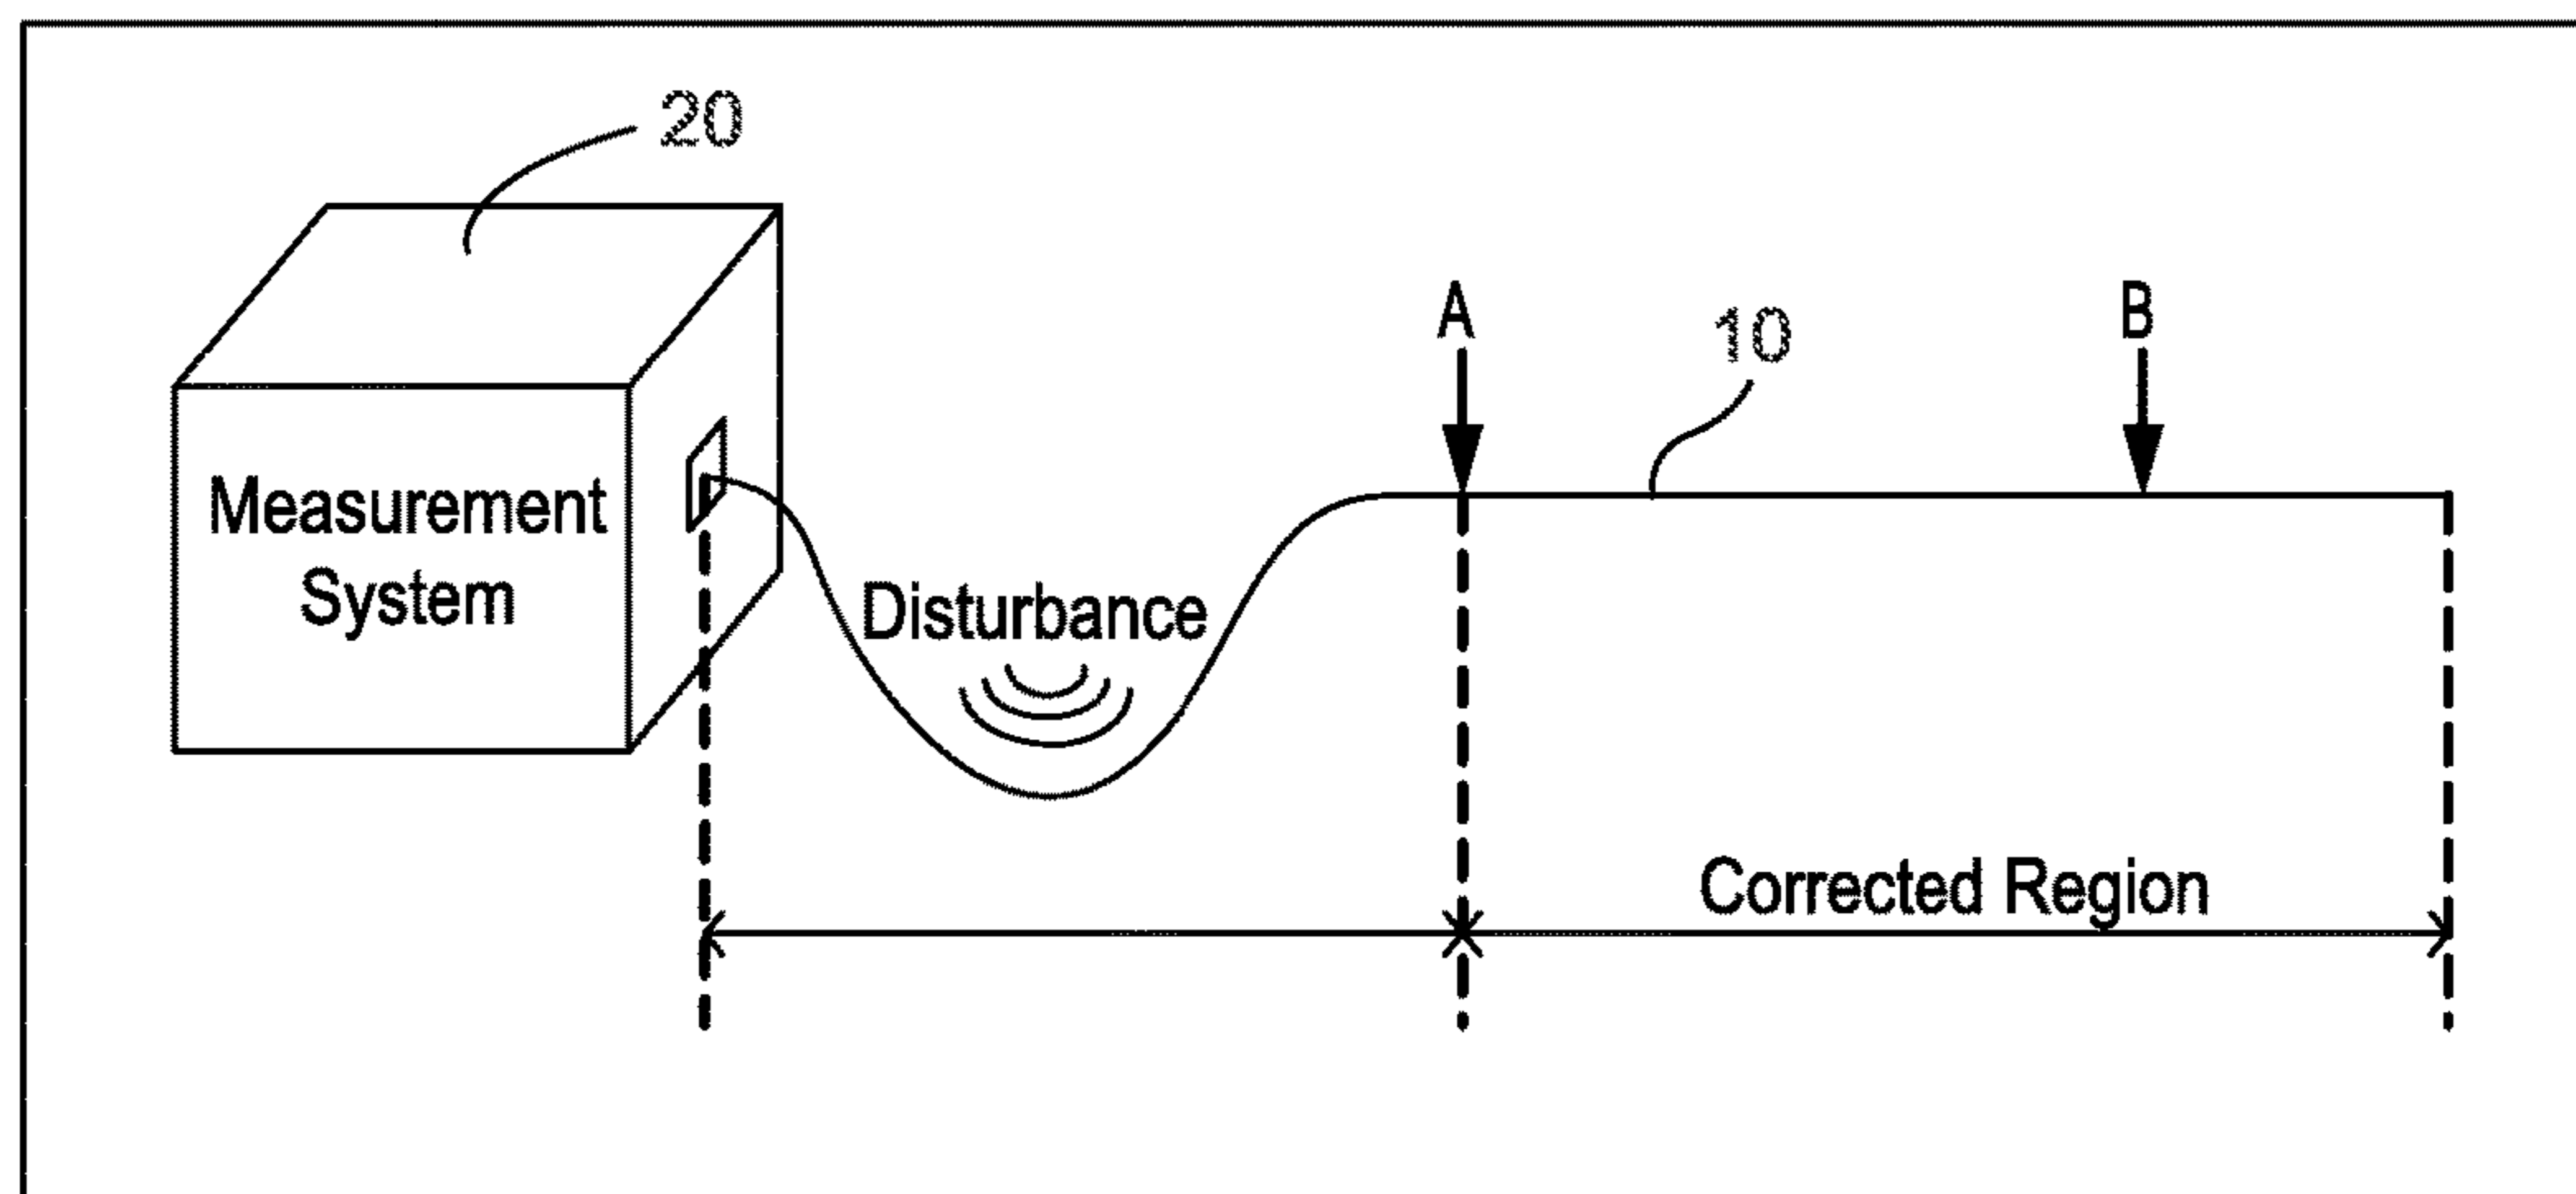 20
A
10
B
Measurement
System
Disturbance
Corrected Region